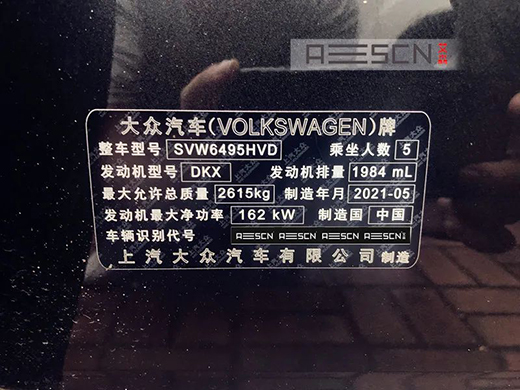 AESCN
大众汽车(VOLKSWAGEN)牌
整车型号 SVW6495HVD 乘坐人数 5
发动机型号 DKX 发动机排量 1984 mL
最大允许总质量 2615kg 制造年月 2021-05
发动机最大净功率 162 kW 制造国 中国
车辆识别代号 AESCN AESCN AESCN
上汽大众汽车有限公司制造